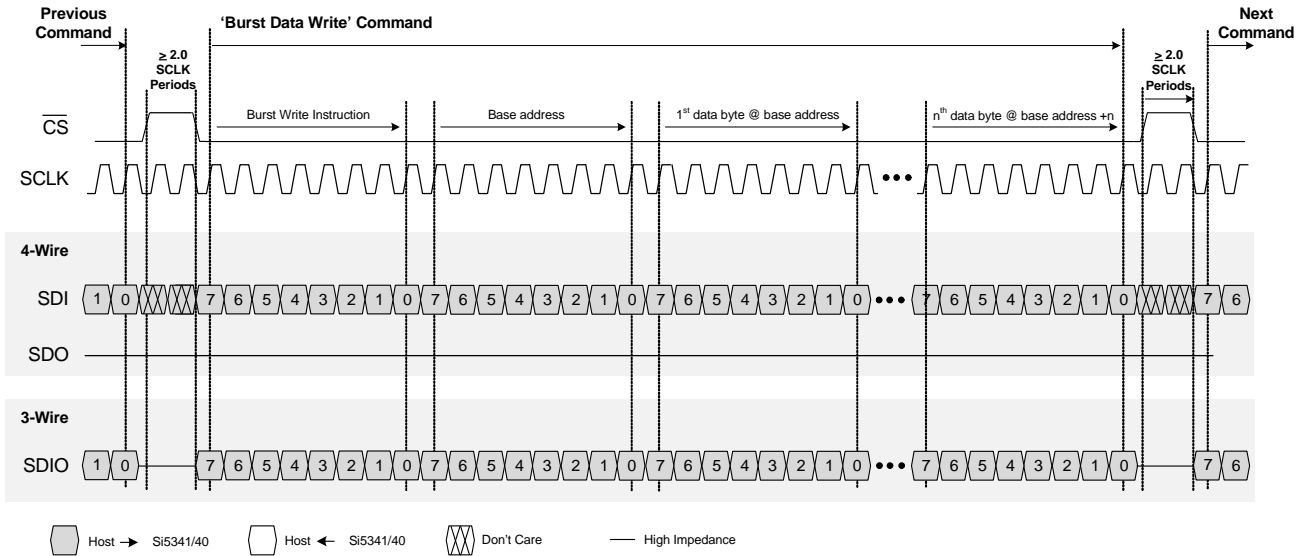 Previous Command
'Burst Data Write' Command
Next Command
≥ 2.0 SCLK Periods
≥ 2.0 SCLK Periods
CS
Burst Write Instruction
Base address
1st data byte @ base address
nth data byte @ base address +n
SCLK
4-Wire
SDI 1 0 7 6 5 4 3 2 1 0 7 6 5 4 3 2 1 0 7 6 5 4 3 2 1 0 7 6 5 4 3 2 1 0 7 6
SDO
3-Wire
SDIO 1 0 7 6 5 4 3 2 1 0 7 6 5 4 3 2 1 0 7 6 5 4 3 2 1 0 7 6 5 4 3 2 1 0 7 6
Host → Si5341/40
Host ← Si5341/40
Don't Care
High Impedance